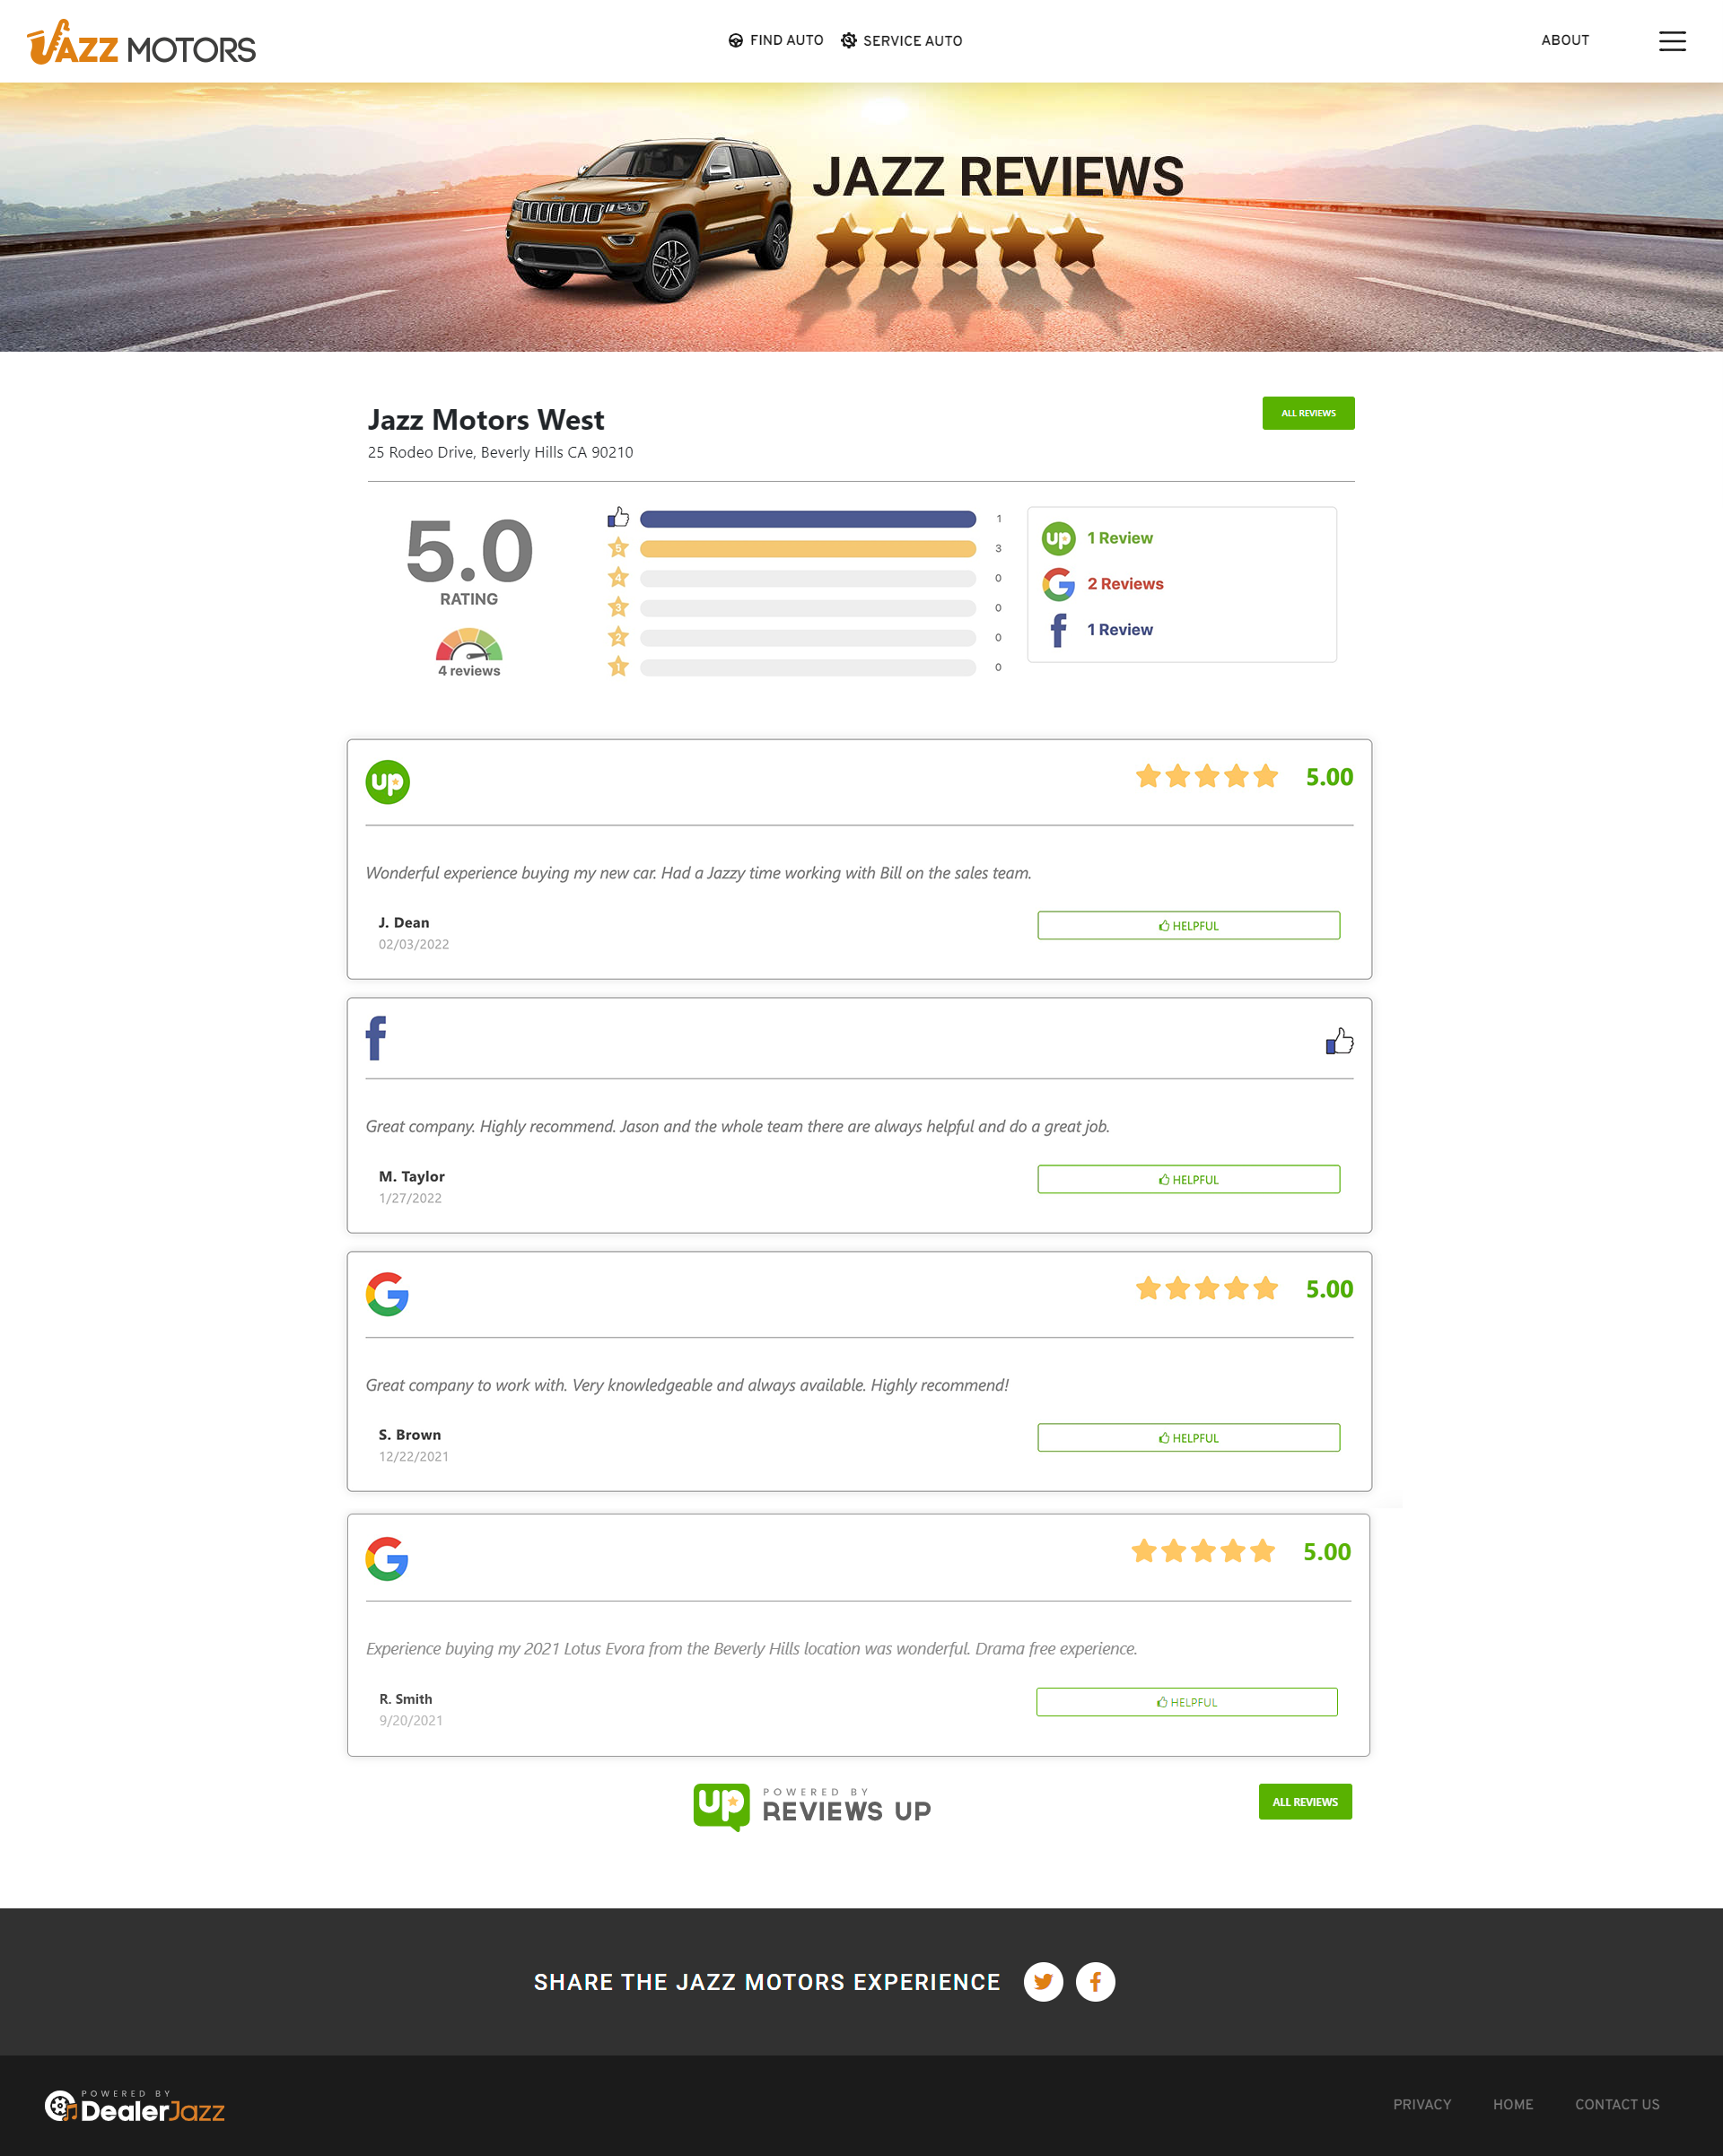 JAZZ MOTORS
FIND AUTO
SERVICE AUTO
ABOUT
JAZZ REVIEWS
Jazz Motors West
ALL REVIEWS
25 Rodeo Drive, Beverly Hills CA 90210
5.0
RATING
4 reviews
1
5 3
4 0
3 0
2 0
1 0
up 1 Review
G 2 Reviews
f 1 Review
up 5.00
Wonderful experience buying my new car. Had a Jazzy time working with Bill on the sales team.
J. Dean
HELPFUL
02/03/2022
f
Great company. Highly recommend. Jason and the whole team there are always helpful and do a great job.
M. Taylor
HELPFUL
1/27/2022
G 5.00
Great company to work with. Very knowledgeable and always available. Highly recommend!
S. Brown
HELPFUL
12/22/2021
G 5.00
Experience buying my 2021 Lotus Evora from the Beverly Hills location was wonderful. Drama free experience.
R. Smith
HELPFUL
9/20/2021
up
POWERED BY
REVIEWS UP
ALL REVIEWS
SHARE THE JAZZ MOTORS EXPERIENCE
f
POWERED BY
DealerJazz
PRIVACY
HOME
CONTACT US